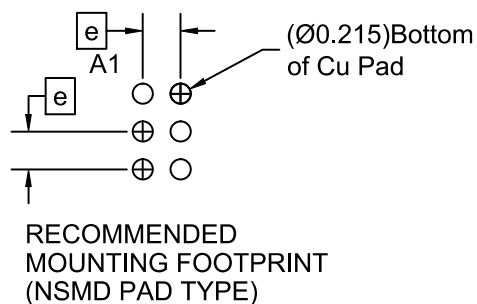 e
A1
(Ø0.215)Bottom
of Cu Pad
e
RECOMMENDED
MOUNTING FOOTPRINT
(NSMD PAD TYPE)